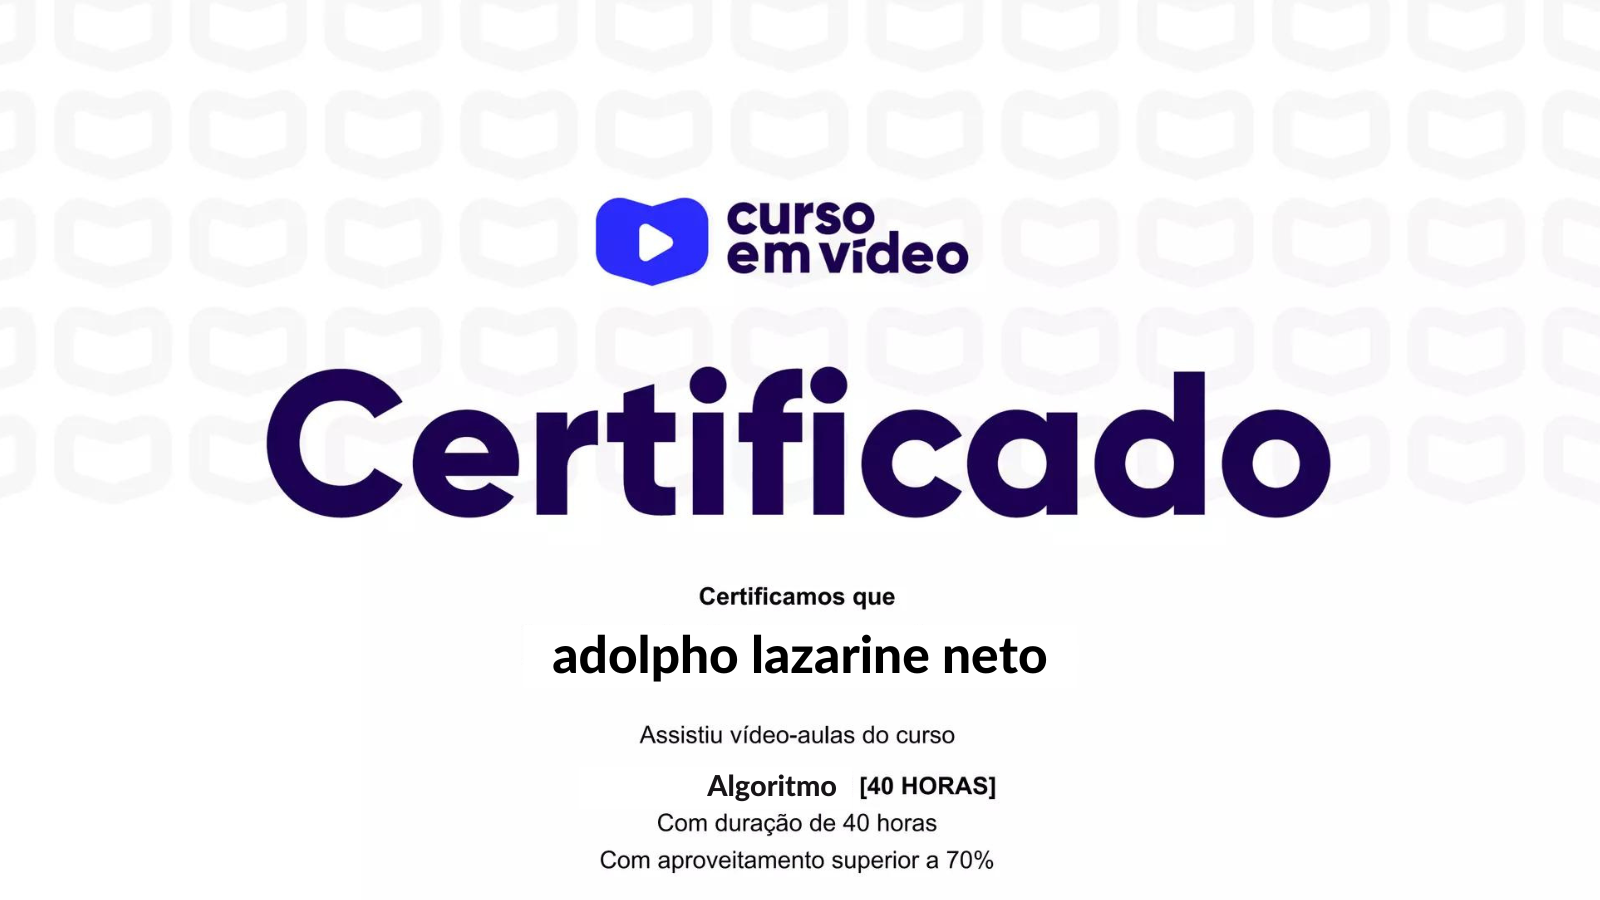 curso
em vídeo
Certificado
Certificamos que
adolpho lazarine neto
Assistiu vídeo-aulas do curso
Algoritmo [40 HORAS]
Com duração de 40 horas
Com aproveitamento superior a 70%